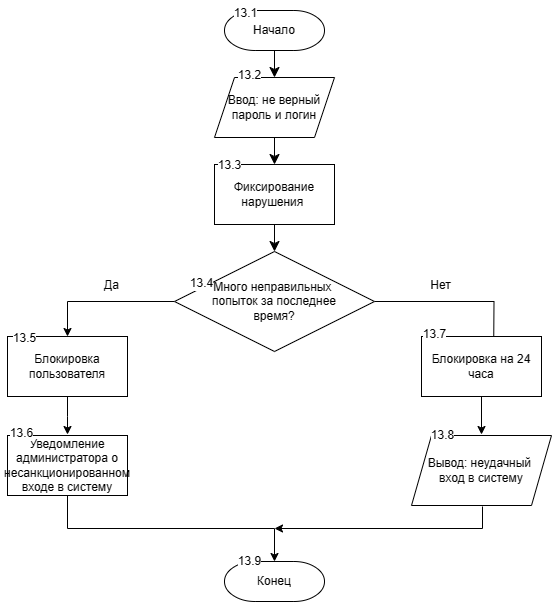 13.1
Начало
13.2
Ввод: не верный
пароль и логин
13.3
Фиксирование
нарушения
13.4
Много неправильных
попыток за последнее
время?
Да
Нет
13.5
Блокировка
пользователя
13.7
Блокировка на 24
часа
13.6
Уведомление
администратора о
несанкционированном
входе в систему
13.8
Вывод: неудачный
вход в систему
13.9
Конец